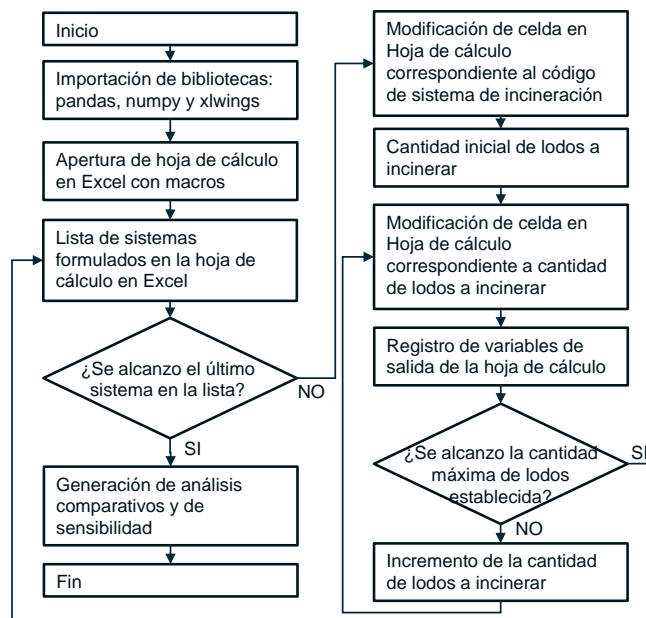 Inicio
Importación de bibliotecas:
pandas, numpy y xlwings
Apertura de hoja de cálculo
en Excel con macros
Lista de sistemas
formulados en la hoja de
cálculo en Excel
¿Se alcanzo el último
sistema en la lista?
NO
SI
Generación de análisis
comparativos y de
sensibilidad
Fin
Modificación de celda en
Hoja de cálculo
correspondiente al código
de sistema de incineración
Cantidad inicial de lodos a
incinerar
Modificación de celda en
Hoja de cálculo
correspondiente a cantidad
de lodos a incinerar
Registro de variables de
salida de la hoja de cálculo
¿Se alcanzo la cantidad
máxima de lodos
establecida?
SI
NO
Incremento de la cantidad
de lodos a incinerar